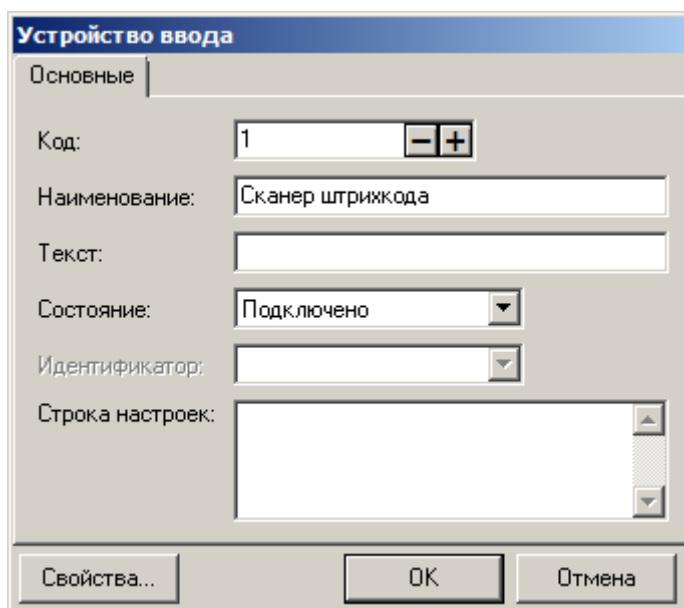 Устройство ввода
Основные
Код: 1 − +
Наименование: Сканер штрихкода
Текст:
Состояние: Подключено
Идентификатор:
Строка настроек:
Свойства... OK Отмена